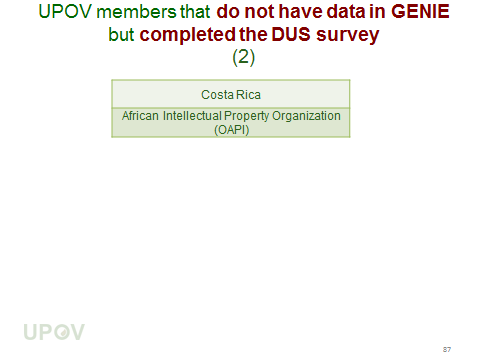 UPOV members that do not have data in GENIE
but completed the DUS survey
(2)
Costa Rica
African Intellectual Property Organization
(OAPI)
UPOV
87